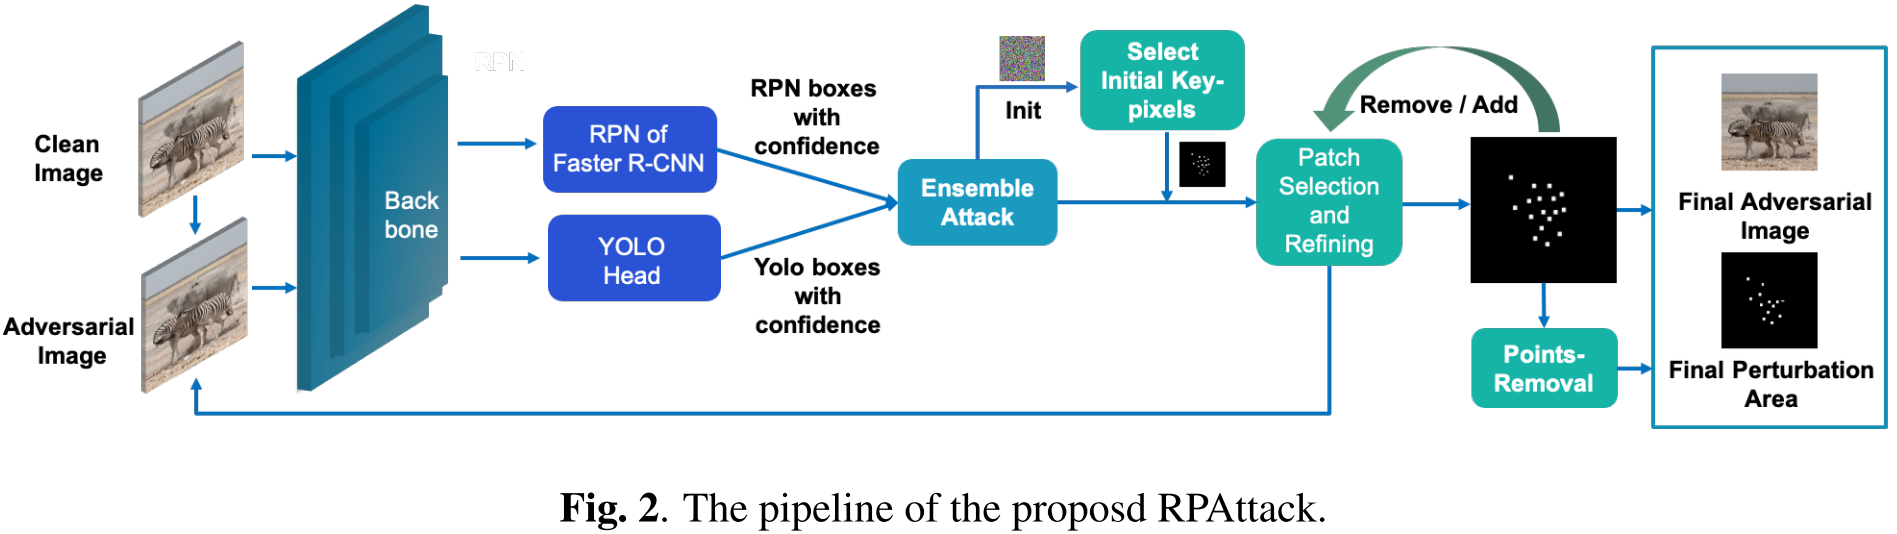 Clean
Image
Adversarial
Image
Back
bone
RPN
RPN of
Faster R-CNN
YOLO
Head
RPN boxes
with
confidence
Yolo boxes
with
confidence
Ensemble
Attack
Init
Select
Initial Key-
pixels
Patch
Selection
and
Refining
Remove / Add
Points-
Removal
Final Adversarial
Image
Final Perturbation
Area
Fig. 2. The pipeline of the proposd RPAttack.